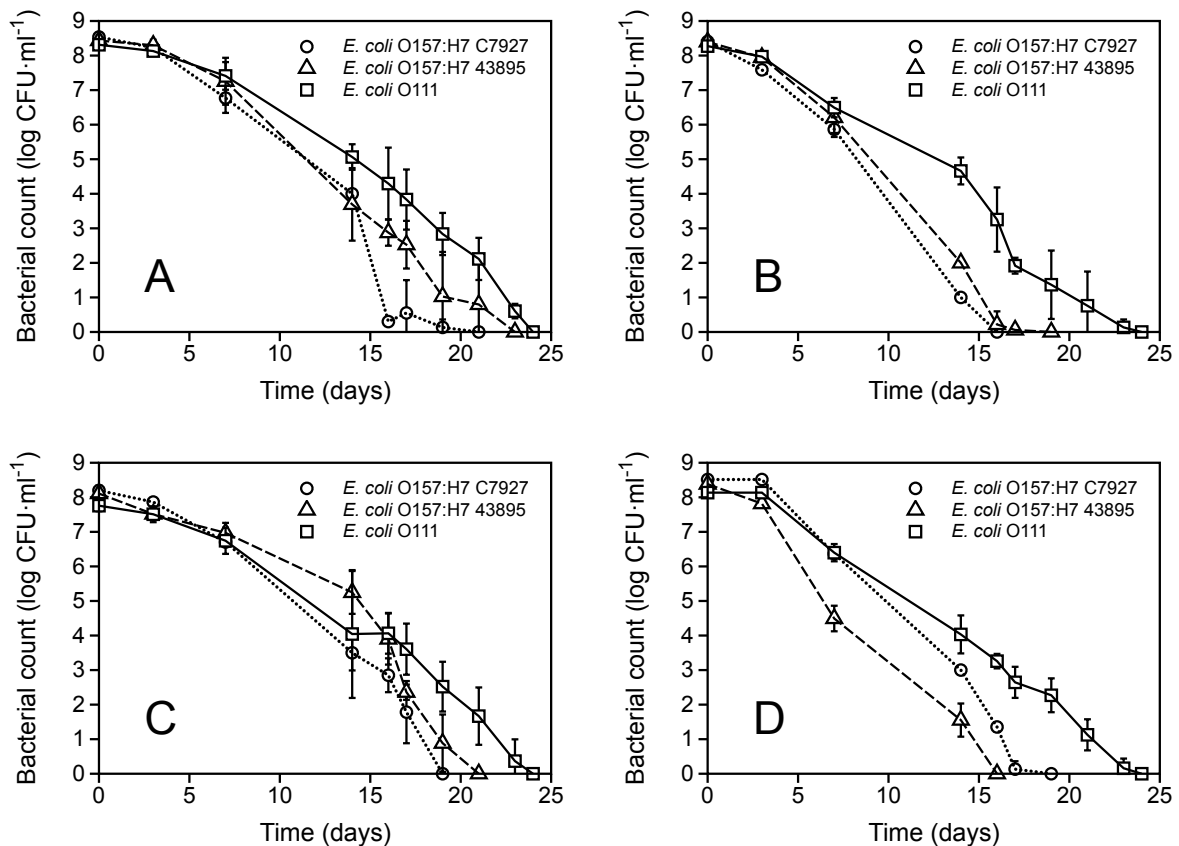 Bacterial count (log CFU·ml⁻¹)
9
8
7
6
5
4
3
2
1
0
E. coli O157:H7 C7927
E. coli O157:H7 43895
E. coli O111
A
0 5 10 15 20 25
Time (days)
Bacterial count (log CFU·ml⁻¹)
9
8
7
6
5
4
3
2
1
0
E. coli O157:H7 C7927
E. coli O157:H7 43895
E. coli O111
B
0 5 10 15 20 25
Time (days)
Bacterial count (log CFU·ml⁻¹)
9
8
7
6
5
4
3
2
1
0
E. coli O157:H7 C7927
E. coli O157:H7 43895
E. coli O111
C
0 5 10 15 20 25
Time (days)
Bacterial count (log CFU·ml⁻¹)
9
8
7
6
5
4
3
2
1
0
E. coli O157:H7 C7927
E. coli O157:H7 43895
E. coli O111
D
0 5 10 15 20 25
Time (days)